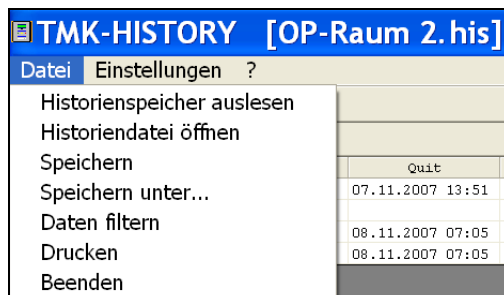 TMK-HISTORY [OP-Raum 2.his]
Datei Einstellungen ?
Historienspeicher auslesen
Historiendatei öffnen
Speichern
Speichern unter...
Daten filtern
Drucken
Beenden
Quit
07.11.2007 13:51
08.11.2007 07:05
08.11.2007 07:05